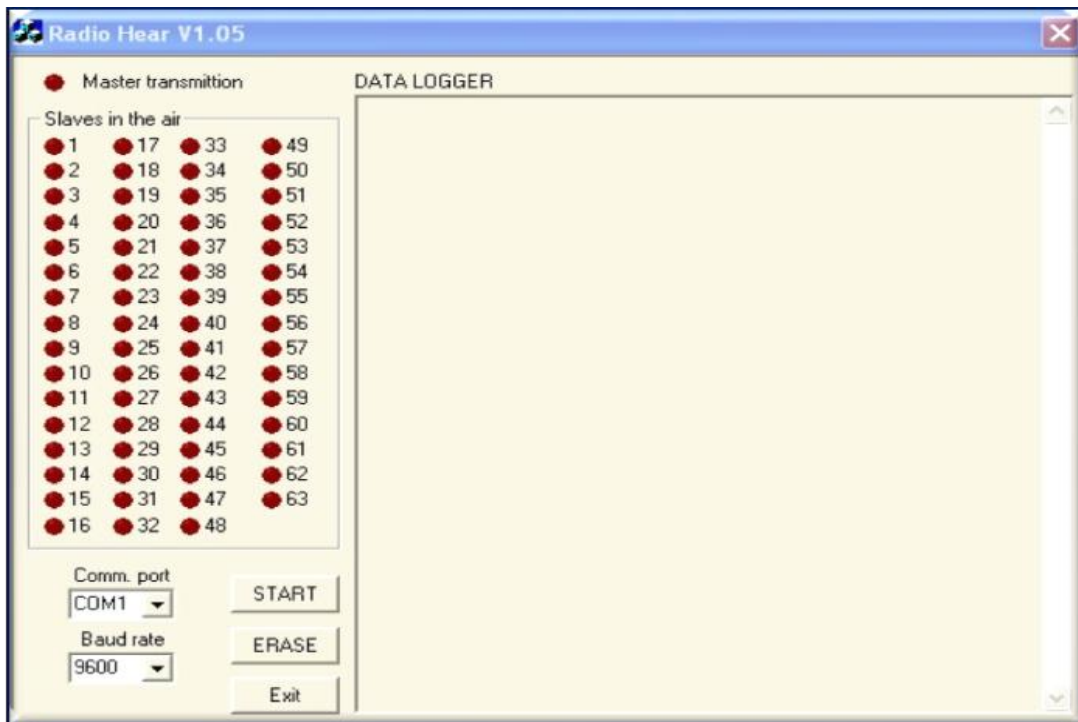 Radio Hear V1.05
Master transmittion
DATA LOGGER
Slaves in the air
1 17 33 49
2 18 34 50
3 19 35 51
4 20 36 52
5 21 37 53
6 22 38 54
7 23 39 55
8 24 40 56
9 25 41 57
10 26 42 58
11 27 43 59
12 28 44 60
13 29 45 61
14 30 46 62
15 31 47 63
16 32 48
Comm. port
COM1
START
Baud rate
9600
ERASE
Exit